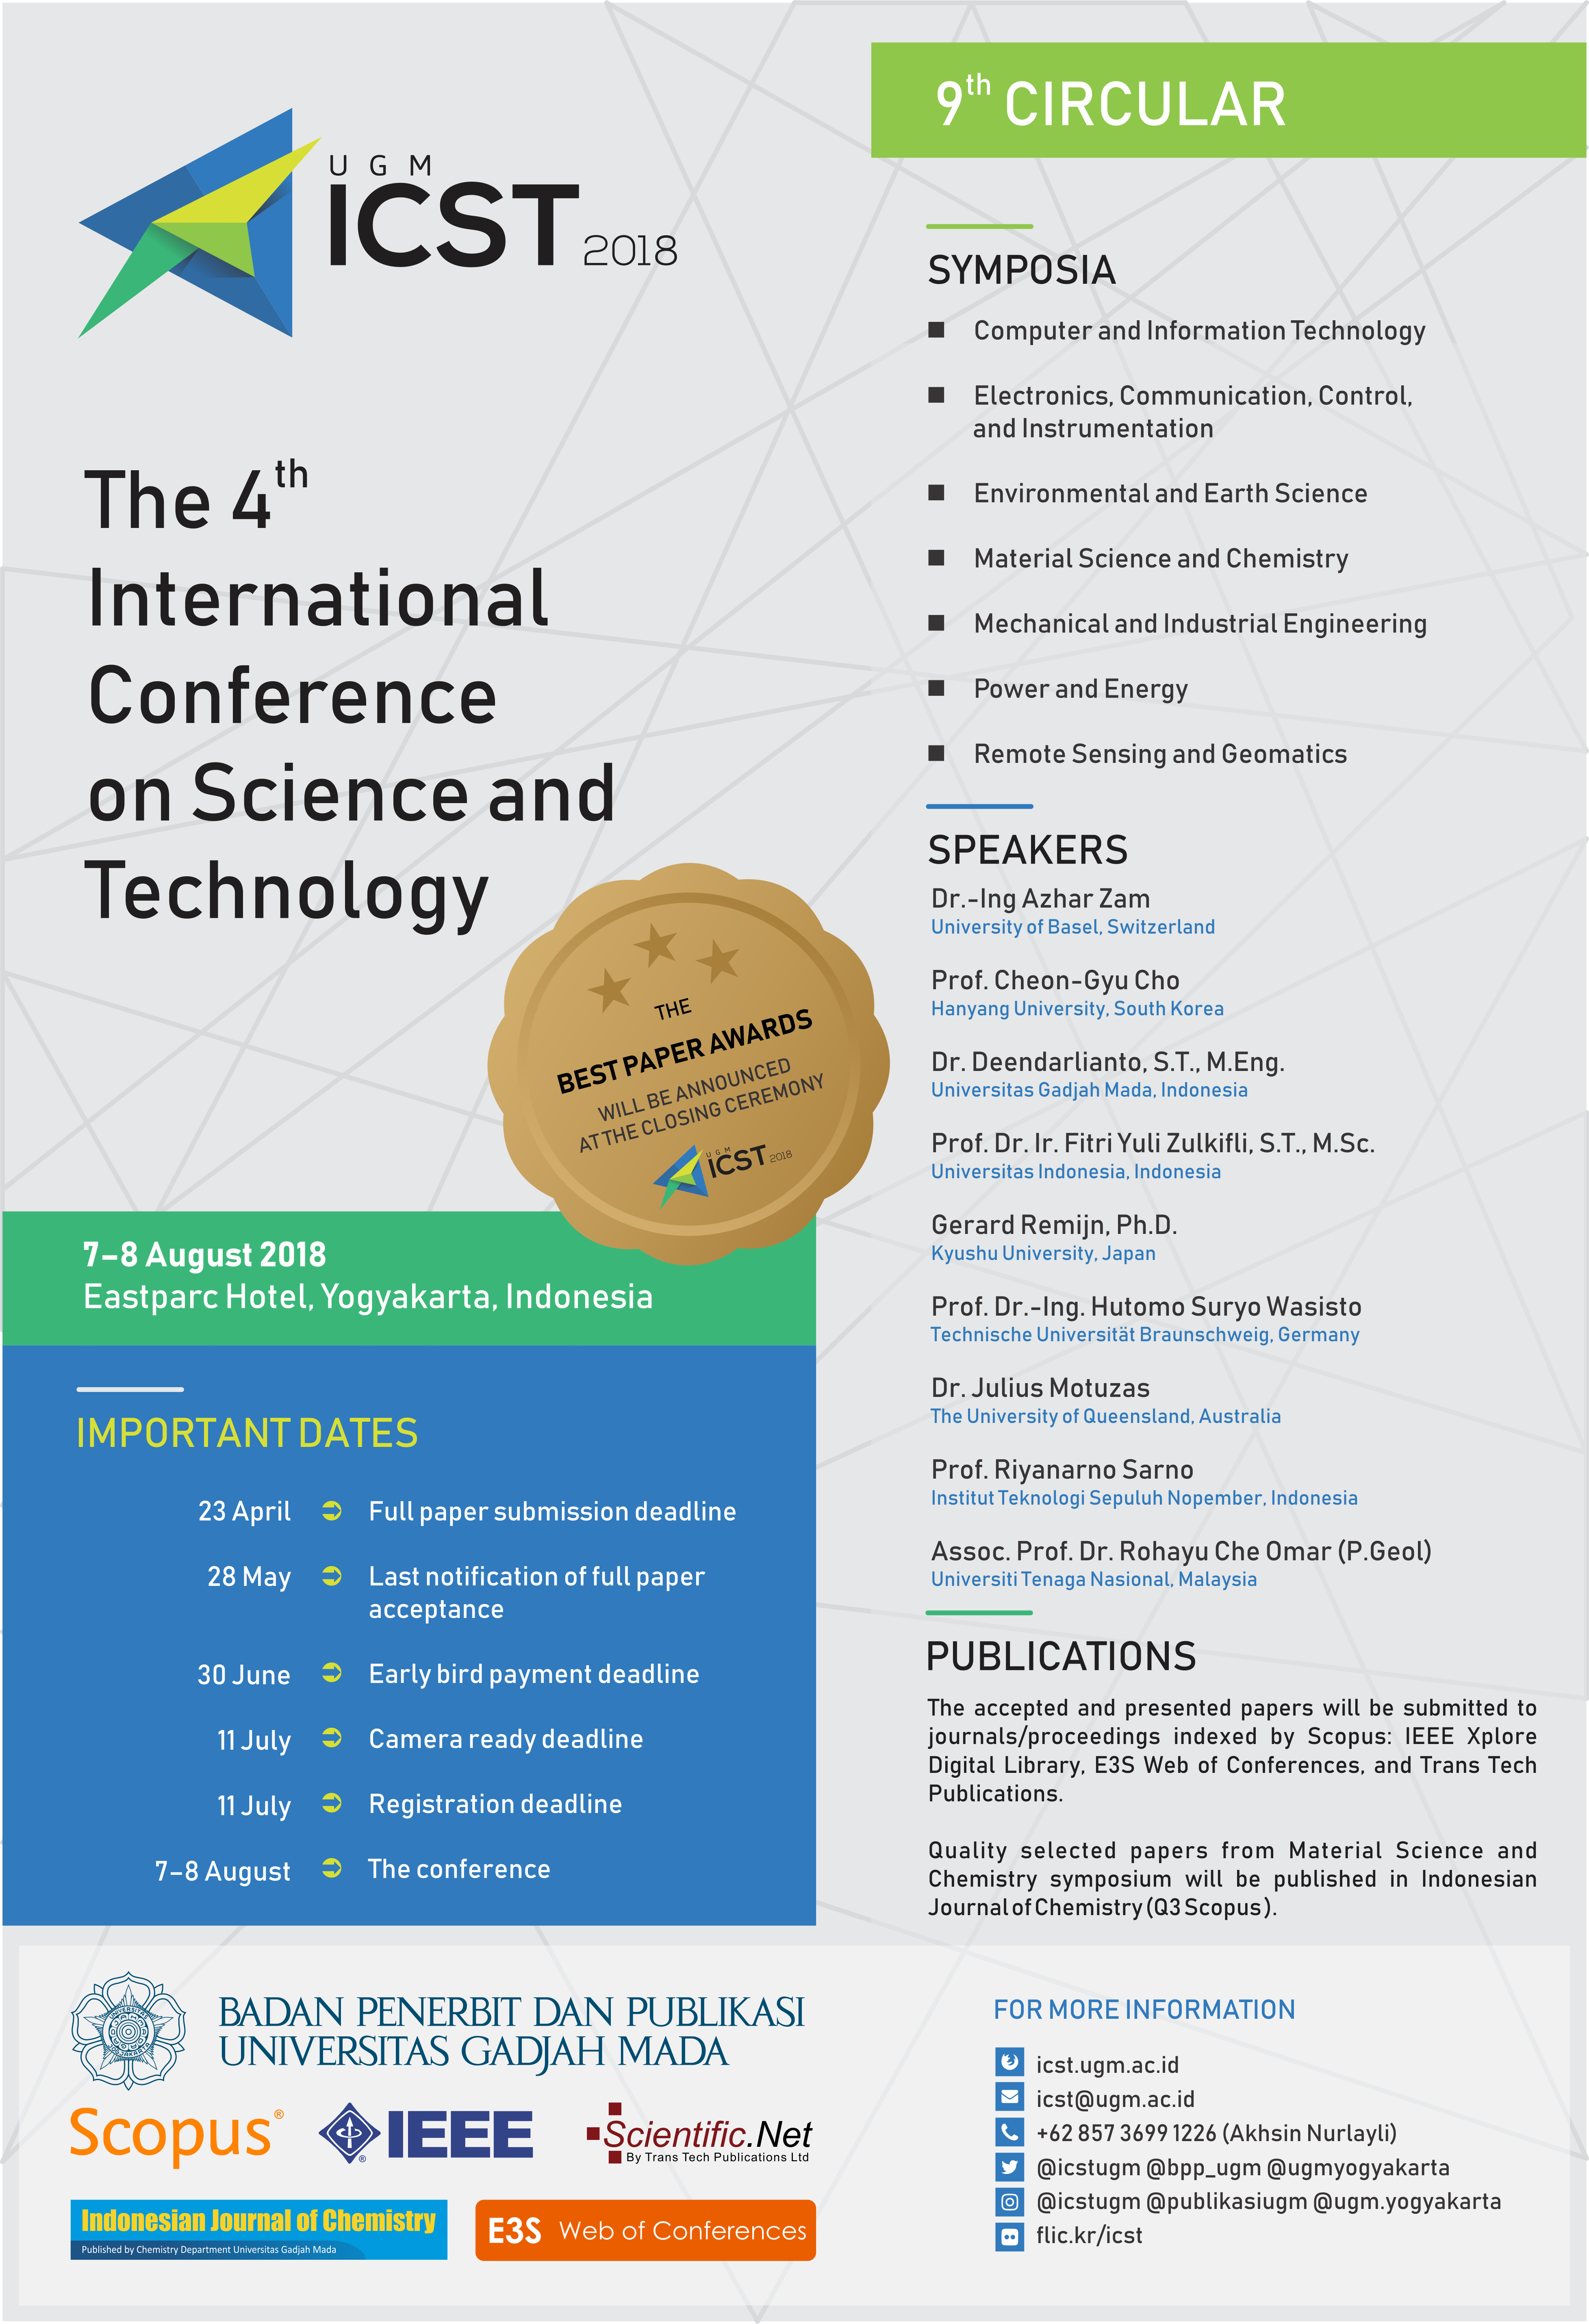 9th CIRCULAR
UGM
ICST 2018
The 4th
International
Conference
on Science and
Technology
THE
BEST PAPER AWARDS
WILL BE ANNOUNCED
AT THE CLOSING CEREMONY
UGM
ICST 2018
7-8 August 2018
Eastparc Hotel, Yogyakarta, Indonesia
IMPORTANT DATES
23 April Full paper submission deadline
28 May Last notification of full paper
acceptance
30 June Early bird payment deadline
11 July Camera ready deadline
11 July Registration deadline
7-8 August The conference
SYMPOSIA
Computer and Information Technology
Electronics, Communication, Control,
and Instrumentation
Environmental and Earth Science
Material Science and Chemistry
Mechanical and Industrial Engineering
Power and Energy
Remote Sensing and Geomatics
SPEAKERS
Dr.-Ing Azhar Zam
University of Basel, Switzerland
Prof. Cheon-Gyu Cho
Hanyang University, South Korea
Dr. Deendarlianto, S.T., M.Eng.
Universitas Gadjah Mada, Indonesia
Prof. Dr. Ir. Fitri Yuli Zulkifli, S.T., M.Sc.
Universitas Indonesia, Indonesia
Gerard Remijn, Ph.D.
Kyushu University, Japan
Prof. Dr.-Ing. Hutomo Suryo Wasisto
Technische Universität Braunschweig, Germany
Dr. Julius Motuzas
The University of Queensland, Australia
Prof. Riyanarno Sarno
Institut Teknologi Sepuluh Nopember, Indonesia
Assoc. Prof. Dr. Rohayu Che Omar (P.Geol)
Universiti Tenaga Nasional, Malaysia
PUBLICATIONS
The accepted and presented papers will be submitted to
journals/proceedings indexed by Scopus: IEEE Xplore
Digital Library, E3S Web of Conferences, and Trans Tech
Publications.
Quality selected papers from Material Science and
Chemistry symposium will be published in Indonesian
Journal of Chemistry (Q3 Scopus).
BADAN PENERBIT DAN PUBLIKASI
UNIVERSITAS GADJAH MADA
Scopus®
IEEE®
Scientific.Net
By Trans Tech Publications Ltd
Indonesian Journal of Chemistry
Published by Chemistry Department Universitas Gadjah Mada
E3S Web of Conferences
FOR MORE INFORMATION
icst.ugm.ac.id
icst@ugm.ac.id
+62 857 3699 1226 (Akhsin Nurlayli)
@icstugm @bpp_ugm @ugmyogyakarta
@icstugm @publikasiugm @ugm.yogyakarta
flic.kr/icst